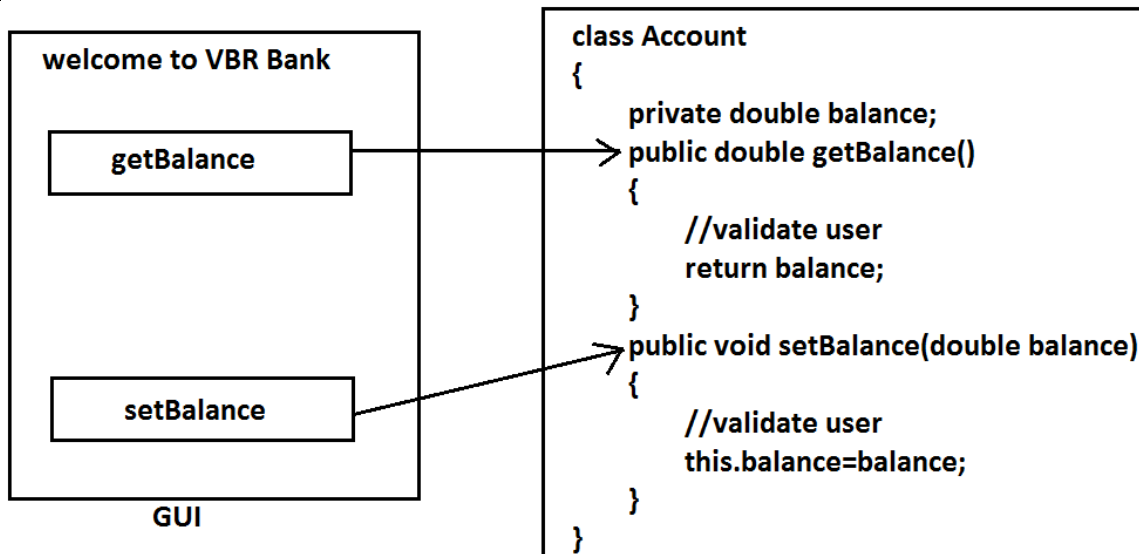 welcome to VBR Bank
getBalance
setBalance
GUI
class Account
{
private double balance;
public double getBalance()
{
//validate user
return balance;
}
public void setBalance(double balance)
{
//validate user
this.balance=balance;
}
}